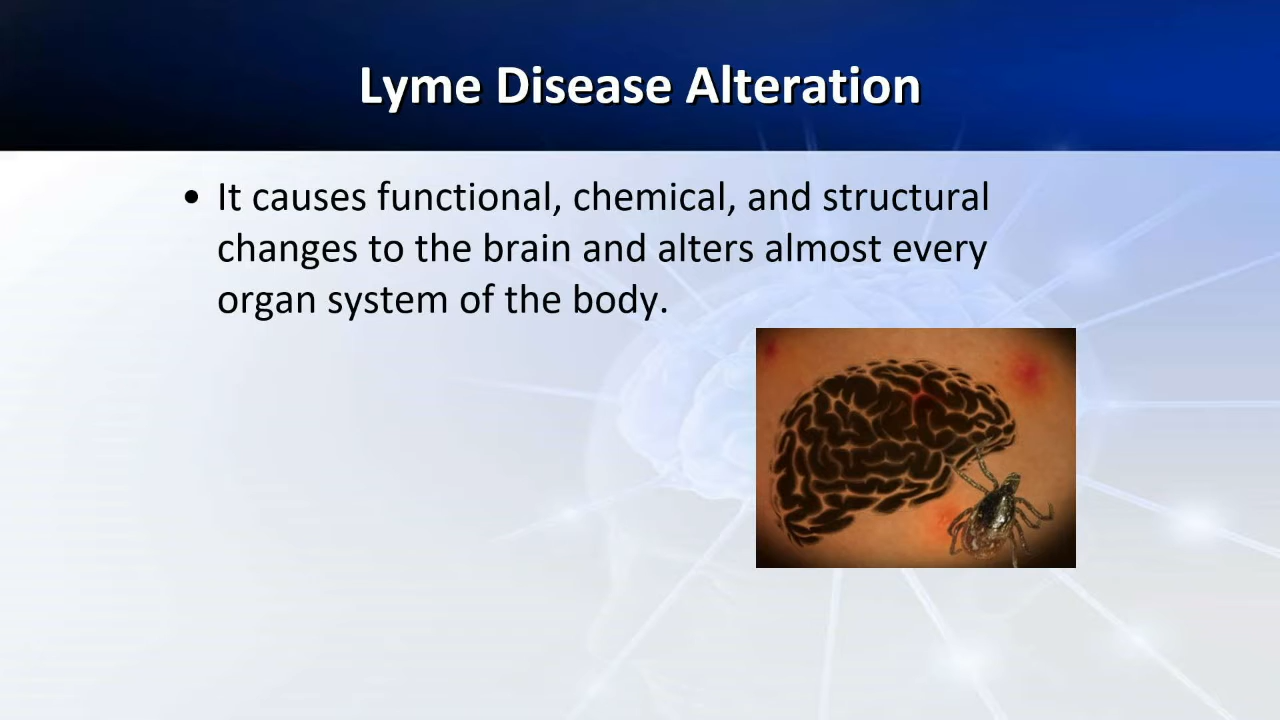 Lyme Disease Alteration
• It causes functional, chemical, and structural
changes to the brain and alters almost every
organ system of the body.